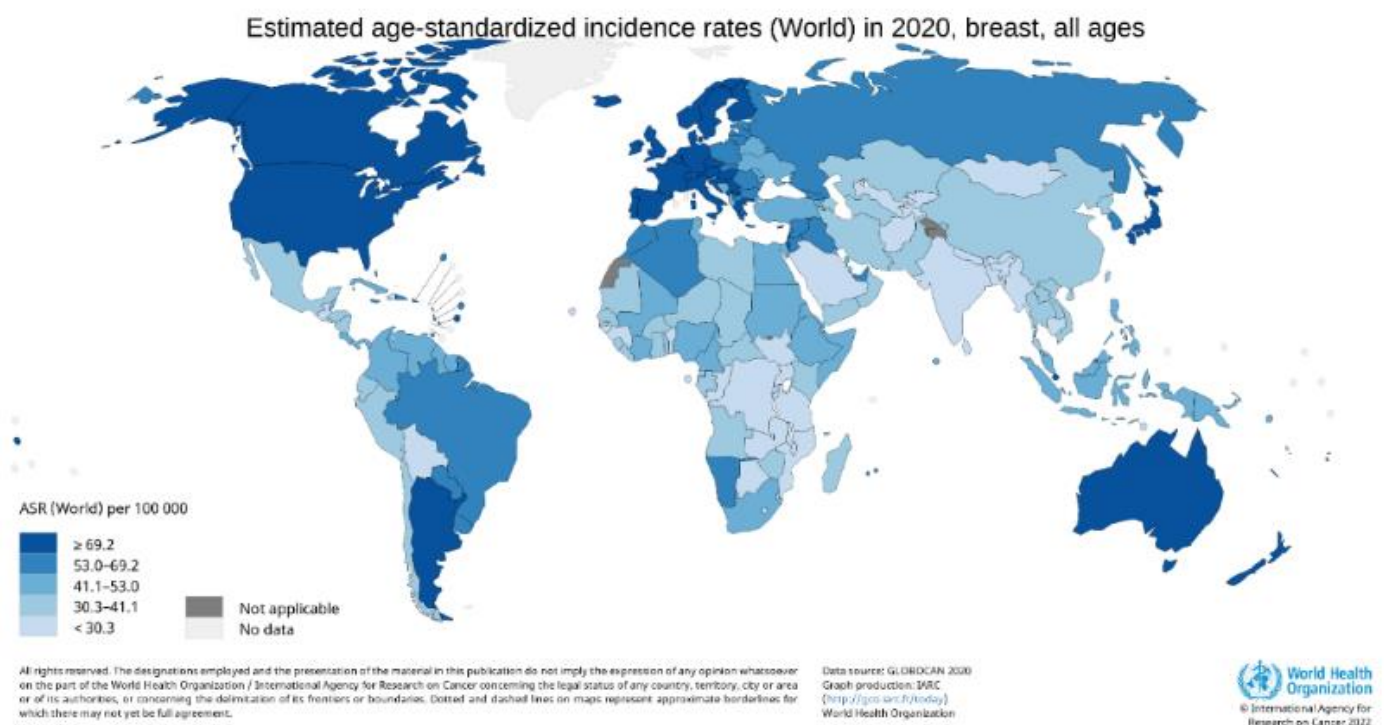 Estimated age-standardized incidence rates (World) in 2020, breast, all ages
ASR (World) per 100 000
≥ 69.2
53.0–69.2
41.1–53.0
30.3–41.1
< 30.3
Not applicable
No data
All rights reserved. The designations employed and the presentation of the material in this publication do not imply the expression of any opinion whatsoever
on the part of the World Health Organization / International Agency for Research on Cancer concerning the legal status of any country, territory, city or area
or of its authorities, or concerning the delimitation of its frontiers or boundaries. Dotted and dashed lines on maps represent approximate borderlines for
which there may not yet be full agreement.
Data source: GLOBOCAN 2020
Graph production: IARC
(http://gco.iarc.fr/today)
World Health Organization
World Health
Organization
© International Agency for
Research on Cancer 2022